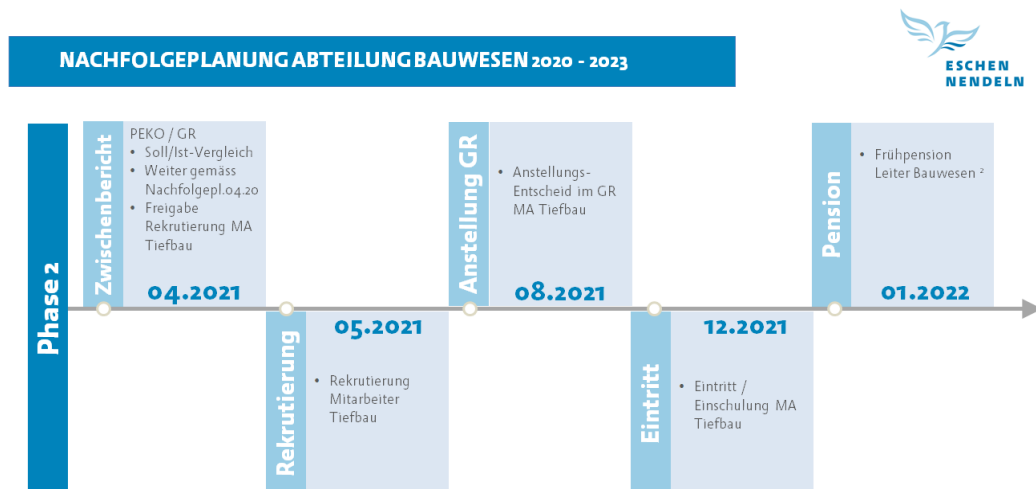 NACHFOLGEPLANUNG ABTEILUNG BAUWESEN 2020 - 2023
ESCHEN
NENDELN
Phase 2
Zwischenbericht
PEKO / GR
• Soll/Ist-Vergleich
• Weiter gemäss
Nachfolgepl.04.20
• Freigabe
Rekrutierung MA
Tiefbau
04.2021
Rekrutierung
05.2021
• Rekrutierung
Mitarbeiter
Tiefbau
Anstellung GR
• Anstellungs-
Entscheid im GR
MA Tiefbau
08.2021
Eintritt
12.2021
• Eintritt /
Einschulung MA
Tiefbau
Pension
• Frühpension
Leiter Bauwesen ²
01.2022